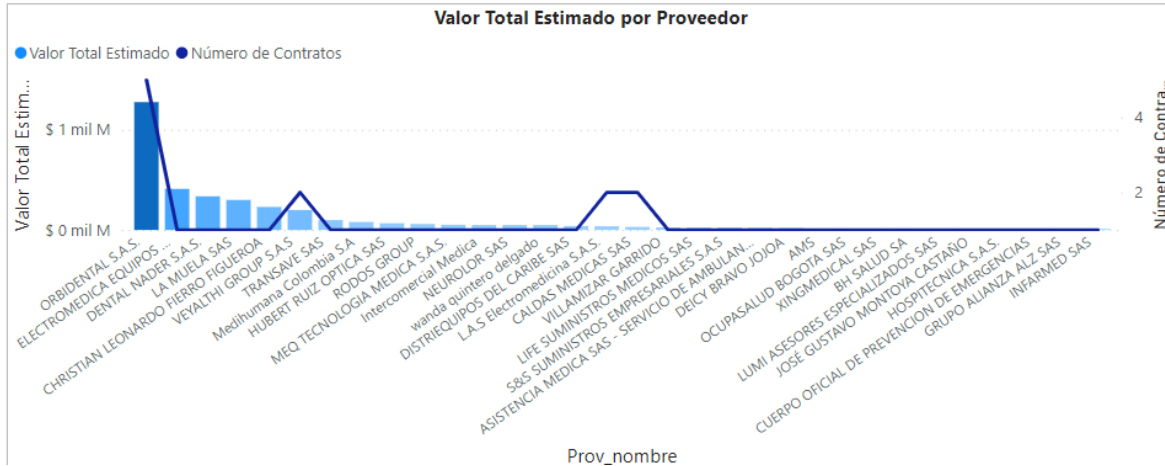 Valor Total Estimado por Proveedor
Valor Total Estimado
Número de Contratos
Valor Total Estim...
$ 1 mil M
$ 0 mil M
4
2
Número de Contra...
ORBIDENTAL S.A.S.
ELECTROMEDICA EQUIPOS ...
DENTAL NADER S.A.S.
LA MUELA SAS
CHRISTIAN LEONARDO FIERRO FIGUEROA
VEYALTHI GROUP S.A.S
TRANSAVE SAS
Medihumana Colombia S.A
HUBERT RUIZ OPTICA SAS
RODOS GROUP
MEQ TECNOLOGIA MEDICA S.A.S.
Intercomercial Medica
NEUROLOR SAS
wanda quintero delgado
DISTRIEQUIPOS DEL CARIBE SAS
L.A.S Electromedicina S.A.S.
CALDAS MEDICAS SAS
VILLAMIZAR GARRIDO
LIFE SUMINISTROS MEDICOS SAS
S&S SUMINISTROS EMPRESARIALES S.A.S
ASISTENCIA MEDICA SAS - SERVICIO DE AMBULAN...
DEICY BRAVO JOJOA
AMS
OCUPASALUD BOGOTA SAS
XINGMEDICAL SAS
BH SALUD SA
LUMI ASESORES ESPECIALIZADOS SAS
JOSÉ GUSTAVO MONTOYA CASTAÑO
HOSPITECNICA S.A.S.
CUERPO OFICIAL DE PREVENCION DE EMERGENCIAS
GRUPO ALIANZA ALZ SAS
INFARMED SAS
Prov_nombre